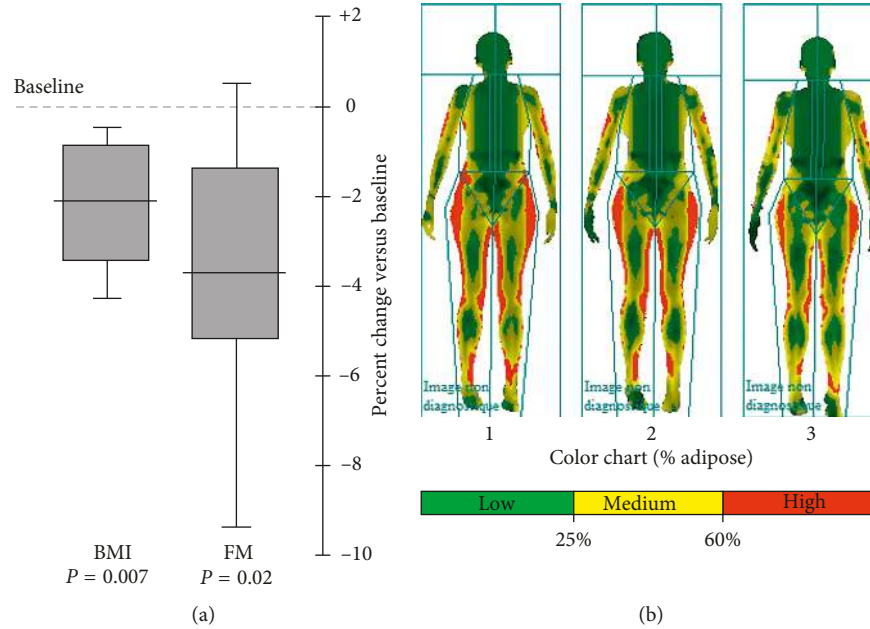 +2
Baseline
0
–2
–4
–6
–8
–10
Percent change versus baseline
BMI
P = 0.007
FM
P = 0.02
(a)
Image non
diagnostique
Image non
diagnostique
Image non
diagnostique
1
2
3
Color chart (% adipose)
Low
Medium
High
25%
60%
(b)